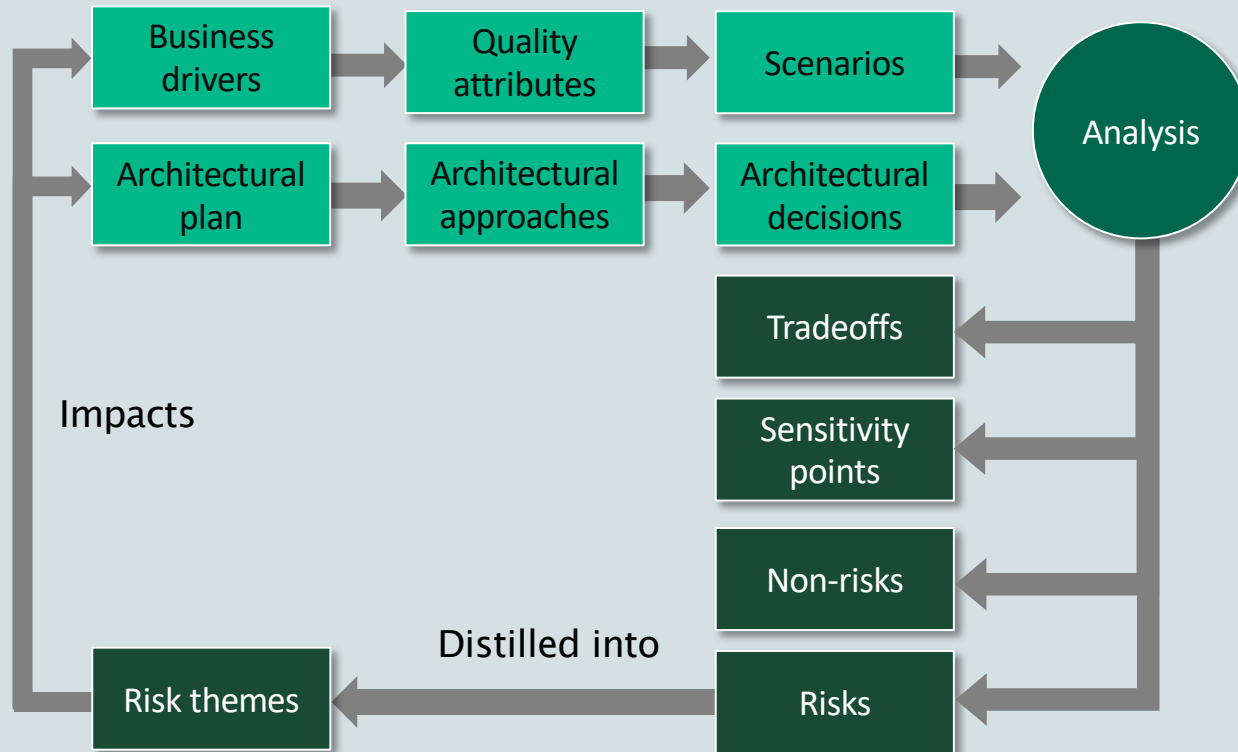 Business
drivers
Quality
attributes
Scenarios
Analysis
Architectural
plan
Architectural
approaches
Architectural
decisions
Tradeoffs
Impacts
Sensitivity
points
Non-risks
Distilled into
Risk themes
Risks